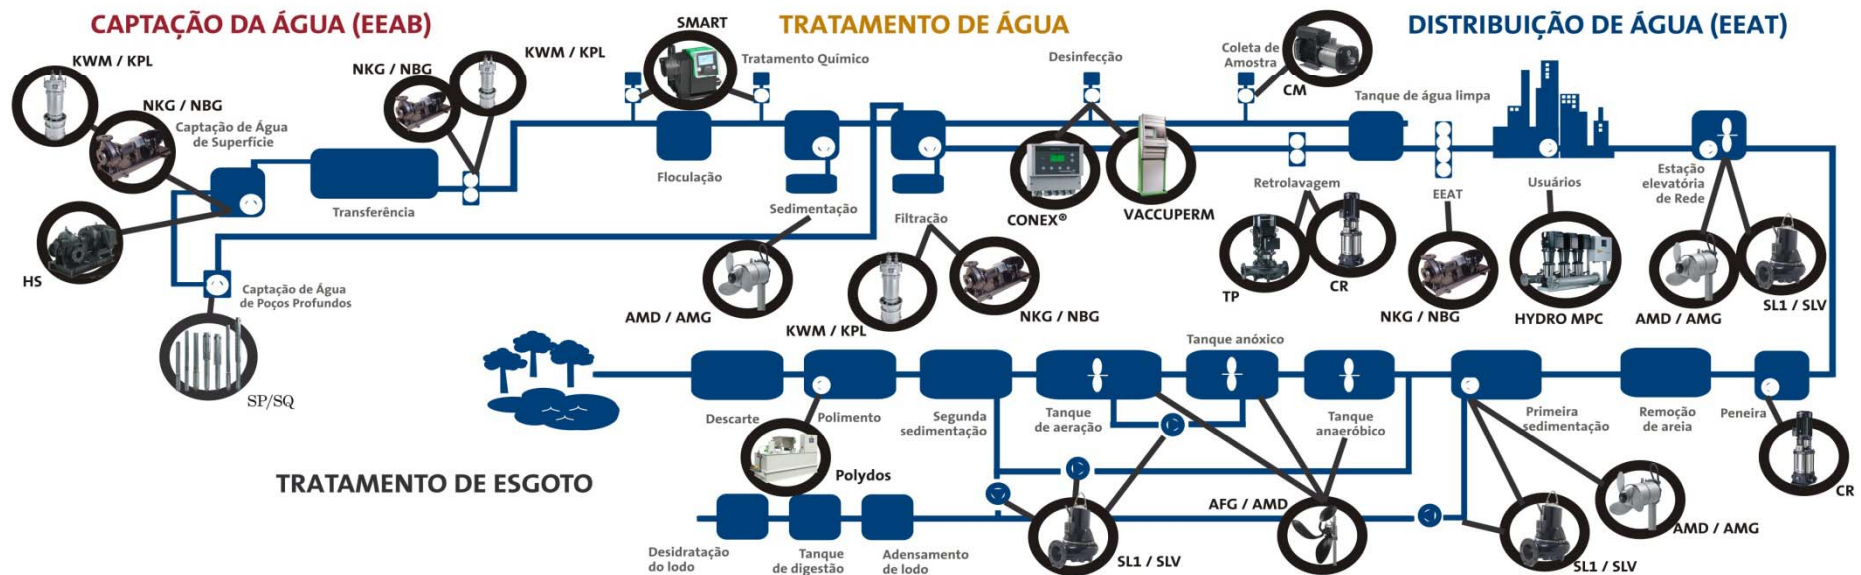 CAPTAÇÃO DA ÁGUA (EEAB)
TRATAMENTO DE ÁGUA
DISTRIBUIÇÃO DE ÁGUA (EEAT)
KWM / KPL
NKG / NBG
Captação de Água
de Superfície
HS
Transferência
NKG / NBG
KWM / KPL
Captação de Água
de Poços Profundos
SP/SQ
SMART
Tratamento Químico
Floculação
Sedimentação
AMD / AMG
Filtração
KWM / KPL
NKG / NBG
Desinfecção
CONEX®
VACCUPERM
Coleta de
Amostra
CM
Tanque de água limpa
Retrolavagem
TP
CR
EEAT
NKG / NBG
Usuários
HYDRO MPC
Estação
elevatória
de Rede
AMD / AMG
SL1 / SLV
TRATAMENTO DE ESGOTO
Descarte
Polimento
Polydos
Segunda
sedimentação
Tanque
de aeração
Tanque anóxico
Tanque
anaeróbico
Primeira
sedimentação
Remoção
de areia
Peneira
CR
AMD / AMG
SL1 / SLV
AFG / AMD
SL1 / SLV
Desidratação
do lodo
Tanque
de digestão
Adensamento
de lodo